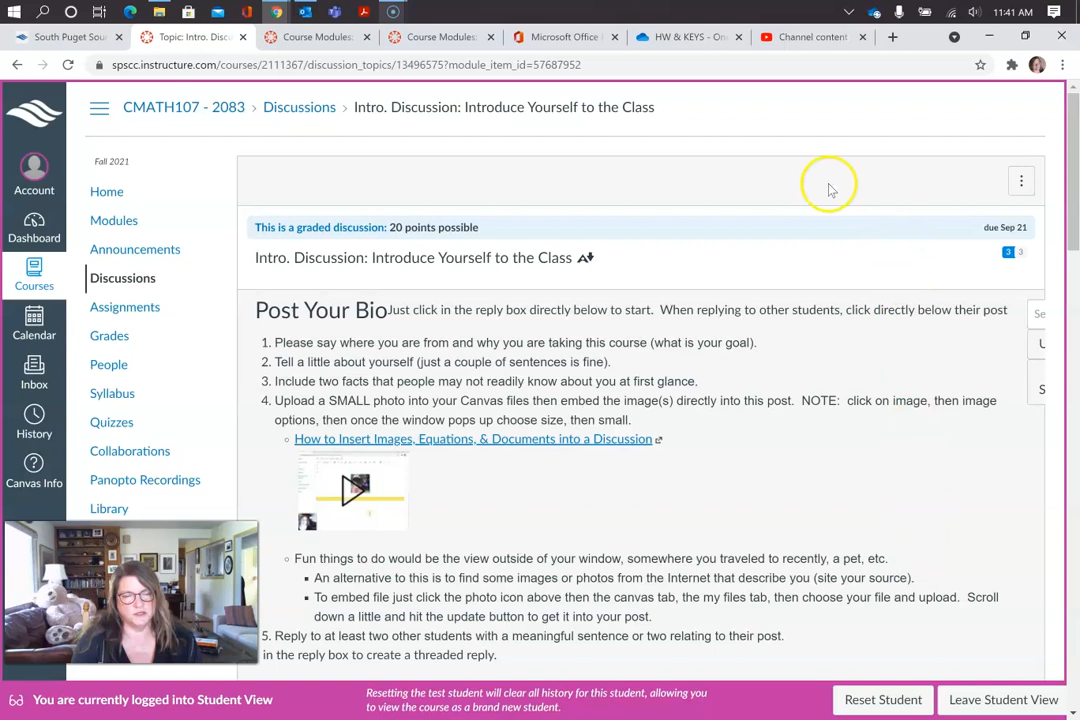 11:41 AM
South Puget Sou
Topic: Intro. Discu
Course Modules:
Course Modules:
Microsoft Office
HW & KEYS - One
Channel content
spscc.instructure.com/courses/2111367/discussion_topics/13496575?module_item_id=57687952
CMATH107 - 2083 › Discussions › Intro. Discussion: Introduce Yourself to the Class
Account
Dashboard
Courses
Calendar
Inbox
History
Canvas Info
Fall 2021
Home
Modules
Announcements
Discussions
Assignments
Grades
People
Syllabus
Quizzes
Collaborations
Panopto Recordings
Library
This is a graded discussion: 20 points possible
due Sep 21
Intro. Discussion: Introduce Yourself to the Class
3 3
Post Your Bio Just click in the reply box directly below to start. When replying to other students, click directly below their post
Se
U
S
1. Please say where you are from and why you are taking this course (what is your goal).
2. Tell a little about yourself (just a couple of sentences is fine).
3. Include two facts that people may not readily know about you at first glance.
4. Upload a SMALL photo into your Canvas files then embed the image(s) directly into this post. NOTE: click on image, then image
options, then once the window pops up choose size, then small.
How to Insert Images, Equations, & Documents into a Discussion
Fun things to do would be the view outside of your window, somewhere you traveled to recently, a pet, etc.
An alternative to this is to find some images or photos from the Internet that describe you (site your source).
To embed file just click the photo icon above then the canvas tab, the my files tab, then choose your file and upload. Scroll
down a little and hit the update button to get it into your post.
5. Reply to at least two other students with a meaningful sentence or two relating to their post.
in the reply box to create a threaded reply.
You are currently logged into Student View
Resetting the test student will clear all history for this student, allowing you
to view the course as a brand new student.
Reset Student
Leave Student View